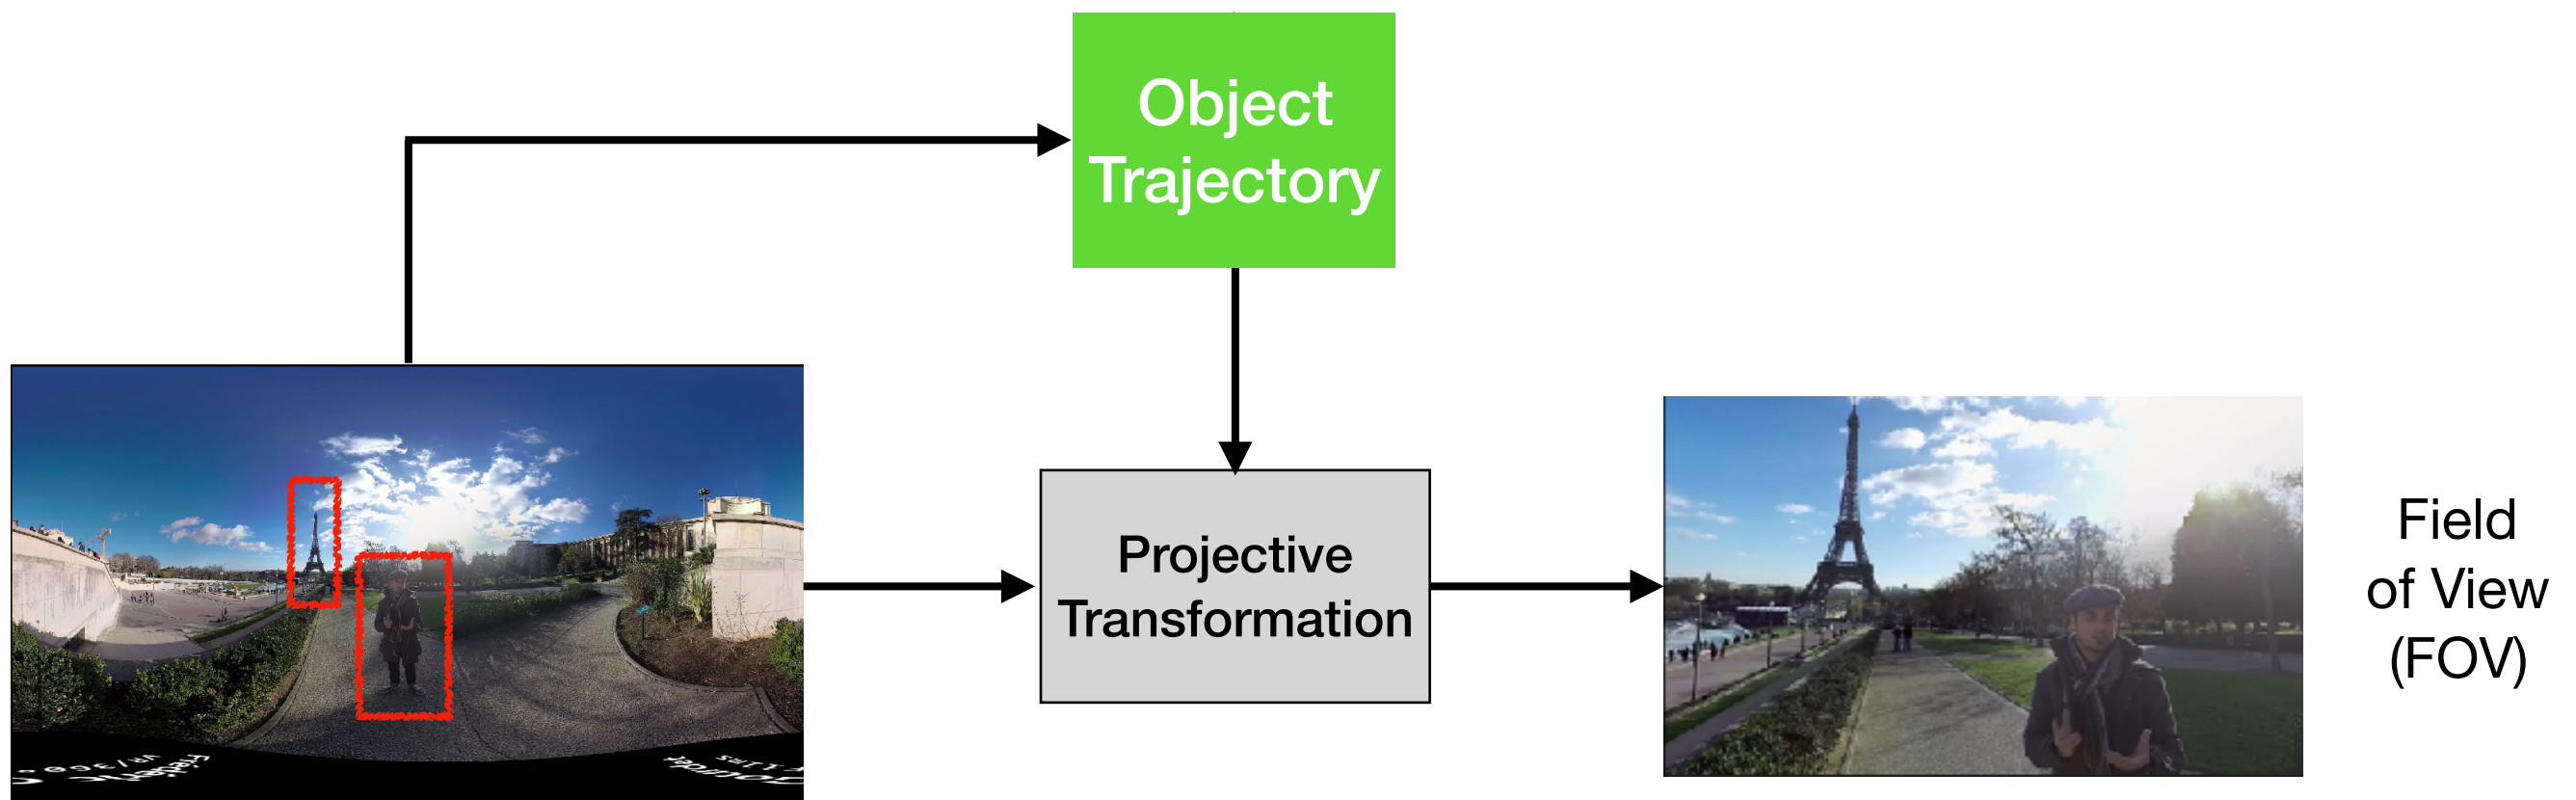 Object
Trajectory
Projective
Transformation
Field
of View
(FOV)